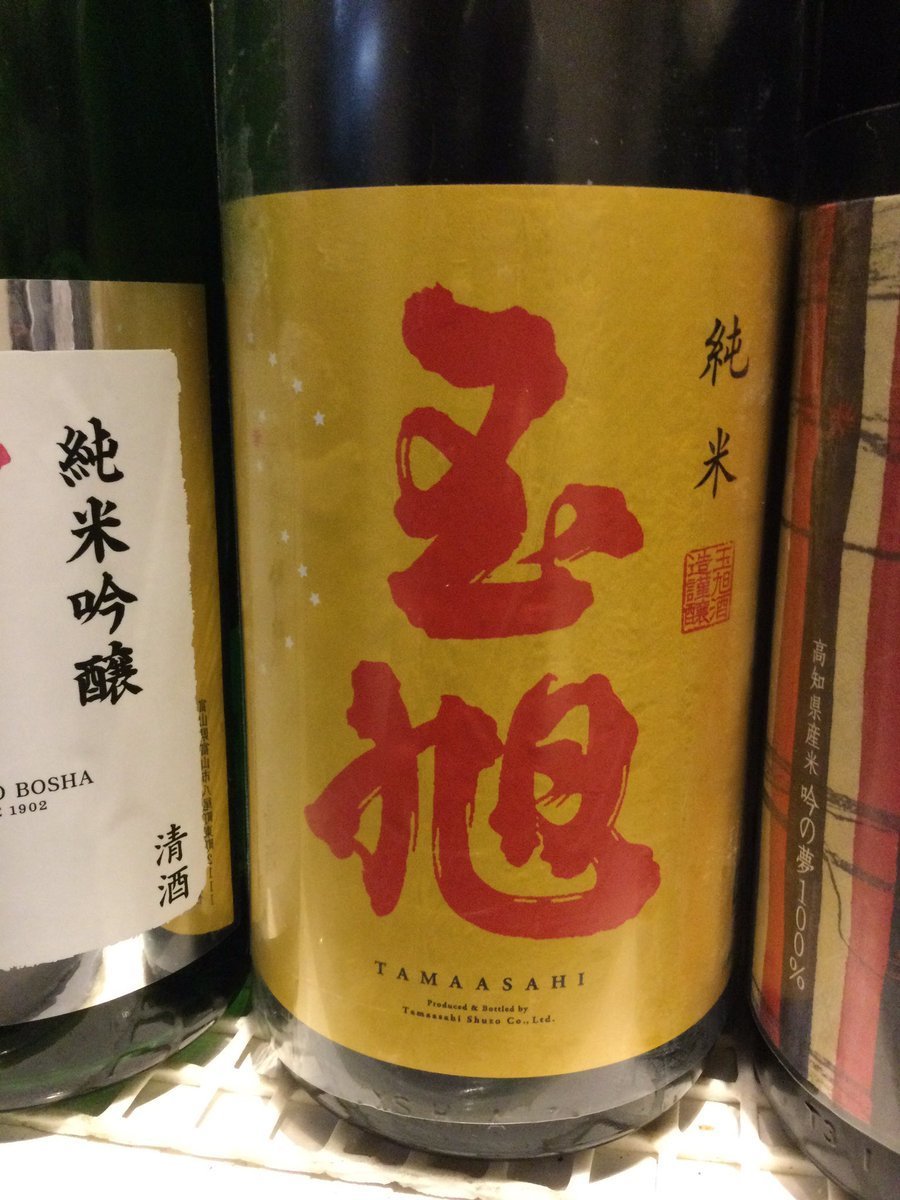 純米吟醸
BOSHA
1902
清酒
玉旭
純米
玉旭酒
造謹醸
TAMAASAHI
Produced & Bottled by
Tamaasahi Shuzo Co., Ltd.
高知県産米 吟の夢100%